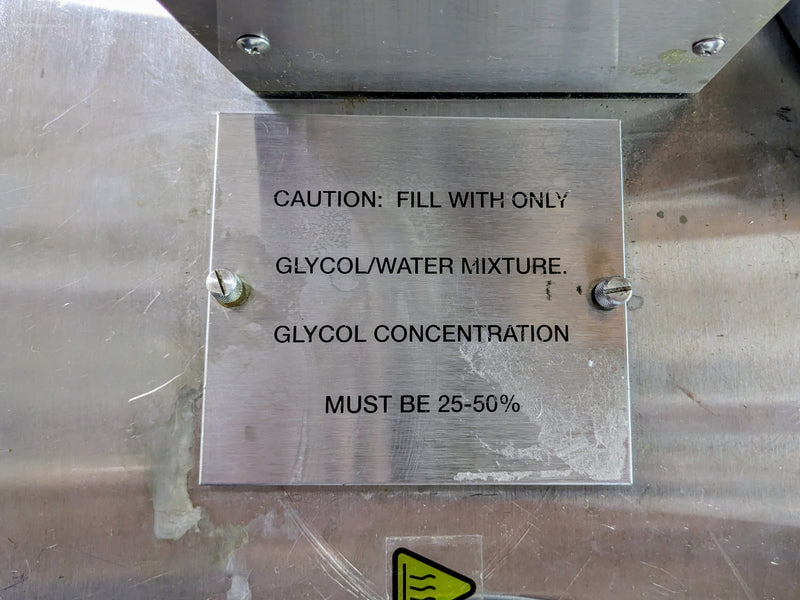 CAUTION: FILL WITH ONLY
GLYCOL/WATER MIXTURE.
GLYCOL CONCENTRATION
MUST BE 25-50%